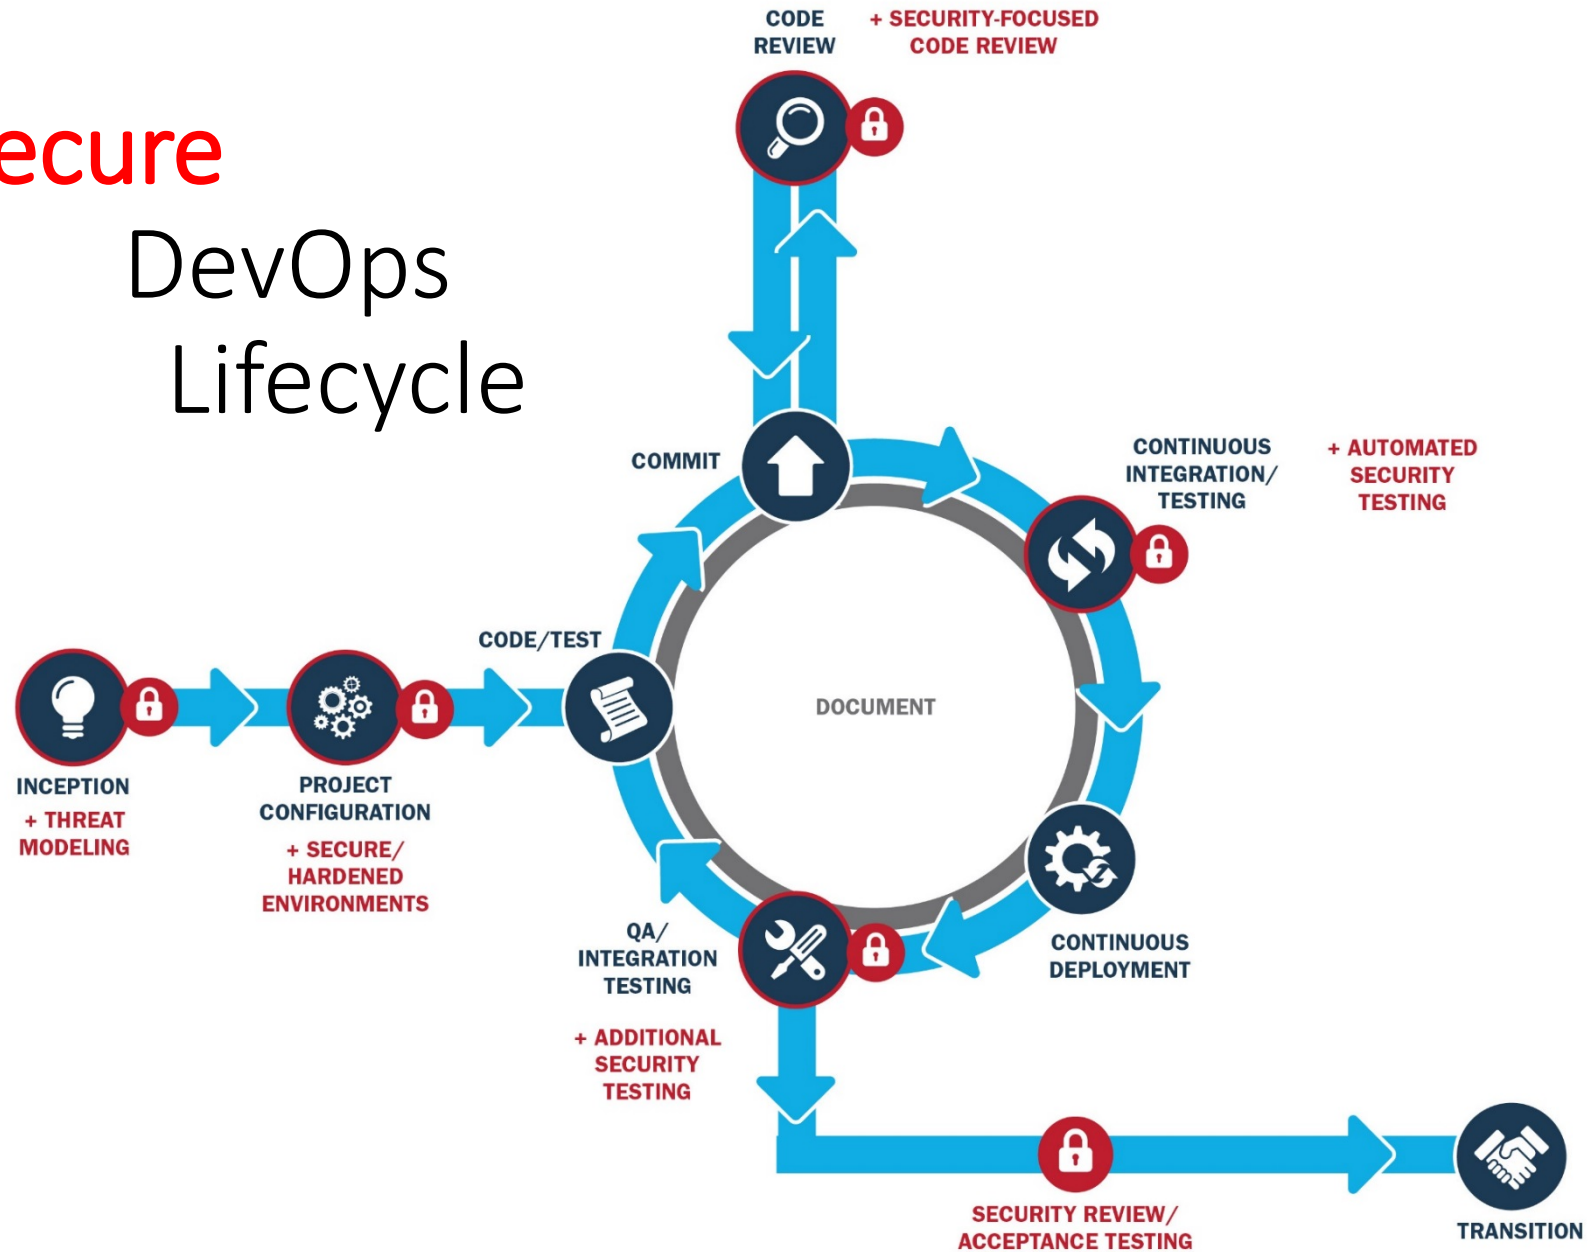 ecure
DevOps
Lifecycle
CODE
REVIEW
+ SECURITY-FOCUSED
CODE REVIEW
COMMIT
CONTINUOUS
INTEGRATION/
TESTING
+ AUTOMATED
SECURITY
TESTING
CODE/TEST
DOCUMENT
INCEPTION
+ THREAT
MODELING
PROJECT
CONFIGURATION
+ SECURE/
HARDENED
ENVIRONMENTS
QA/
INTEGRATION
TESTING
+ ADDITIONAL
SECURITY
TESTING
CONTINUOUS
DEPLOYMENT
SECURITY REVIEW/
ACCEPTANCE TESTING
TRANSITION